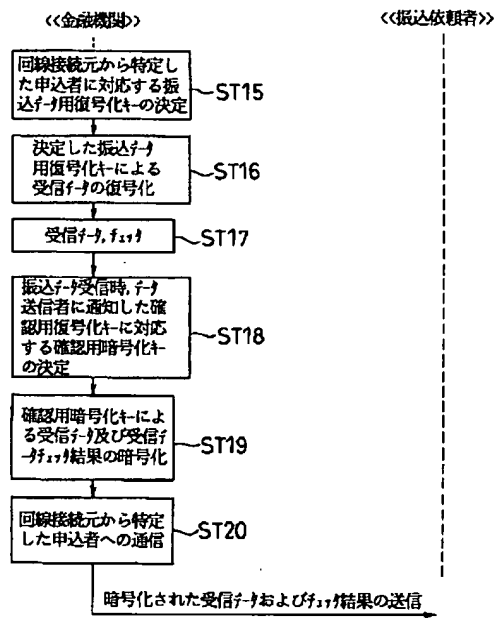 <<金融機関>>
<<振込依頼者>>
回線接続元から特定し
た申込者に対応する振
込データ用復号化キーの決定
ST15
決定した振込データ
用復号化キーによる
受信データの復号化
ST16
受信データ,チェック
ST17
振込データ受信時,データ
送信者に通知した確
認用復号化キーに対応
する確認用暗号化キー
の決定
ST18
確認用暗号化キーによ
る受信データ及び受信デ
ータチェック結果の暗号化
ST19
回線接続元から特定
した申込者への通信
ST20
暗号化された受信データおよびチェック結果の送信